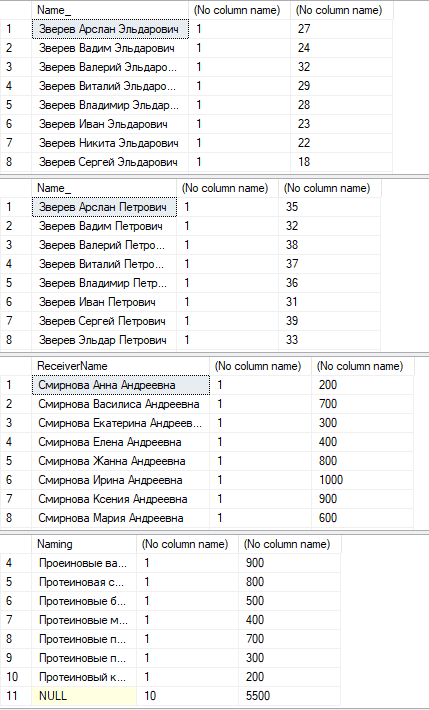 Name_ (No column name) (No column name)
1 Зверев Арслан Эльдарович 1 27
2 Зверев Вадим Эльдарович 1 24
3 Зверев Валерий Эльдаро... 1 32
4 Зверев Виталий Эльдаро... 1 29
5 Зверев Владимир Эльдар... 1 28
6 Зверев Иван Эльдарович 1 23
7 Зверев Никита Эльдарович 1 22
8 Зверев Сергей Эльдарович 1 18
Name_ (No column name) (No column name)
1 Зверев Арслан Петрович 1 35
2 Зверев Вадим Петрович 1 32
3 Зверев Валерий Петро... 1 38
4 Зверев Виталий Петро... 1 37
5 Зверев Владимир Петр... 1 36
6 Зверев Иван Петрович 1 31
7 Зверев Сергей Петрович 1 39
8 Зверев Эльдар Петрович 1 33
ReceiverName (No column name) (No column name)
1 Смирнова Анна Андреевна 1 200
2 Смирнова Василиса Андреевна 1 700
3 Смирнова Екатерина Андреев... 1 300
4 Смирнова Елена Андреевна 1 400
5 Смирнова Жанна Андреевна 1 800
6 Смирнова Ирина Андреевна 1 1000
7 Смирнова Ксения Андреевна 1 900
8 Смирнова Мария Андреевна 1 600
Naming (No column name) (No column name)
4 Проеиновые ва... 1 900
5 Протеиновая с... 1 800
6 Протеиновые б... 1 500
7 Протеиновые м... 1 400
8 Протеиновые п... 1 700
9 Протеиновые п... 1 300
10 Протеиновый к... 1 200
11 NULL 10 5500